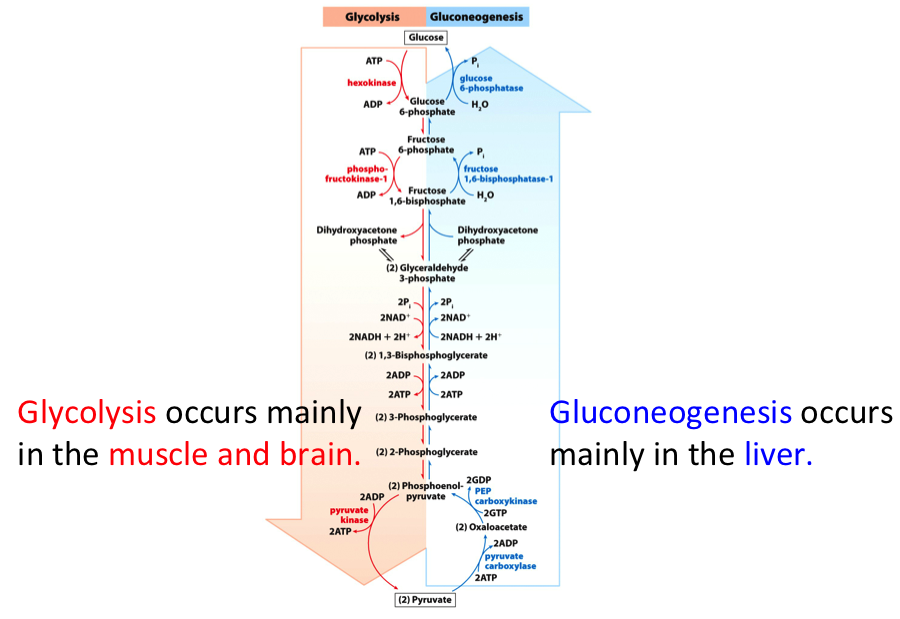 Glycolysis Gluconeogenesis
Glucose
ATP
hexokinase
ADP
Pi
glucose
6-phosphatase
H2O
Glucose
6-phosphate
Fructose
6-phosphate
ATP
phospho-
fructokinase-1
ADP
Pi
fructose
1,6-bisphosphatase-1
H2O
Fructose
1,6-bisphosphate
Dihydroxyacetone
phosphate
Dihydroxyacetone
phosphate
(2) Glyceraldehyde
3-phosphate
2Pi
2NAD+
2NADH + 2H+
2Pi
2NAD+
2NADH + 2H+
(2) 1,3-Bisphosphoglycerate
2ADP
2ATP
2ADP
2ATP
(2) 3-Phosphoglycerate
(2) 2-Phosphoglycerate
Glycolysis occurs mainly
in the muscle and brain.
Gluconeogenesis occurs
mainly in the liver.
(2) Phosphoenol-
pyruvate
2ADP
pyruvate
kinase
2ATP
2GDP
PEP
carboxykinase
2GTP
(2) Oxaloacetate
2ADP
pyruvate
carboxylase
2ATP
(2) Pyruvate